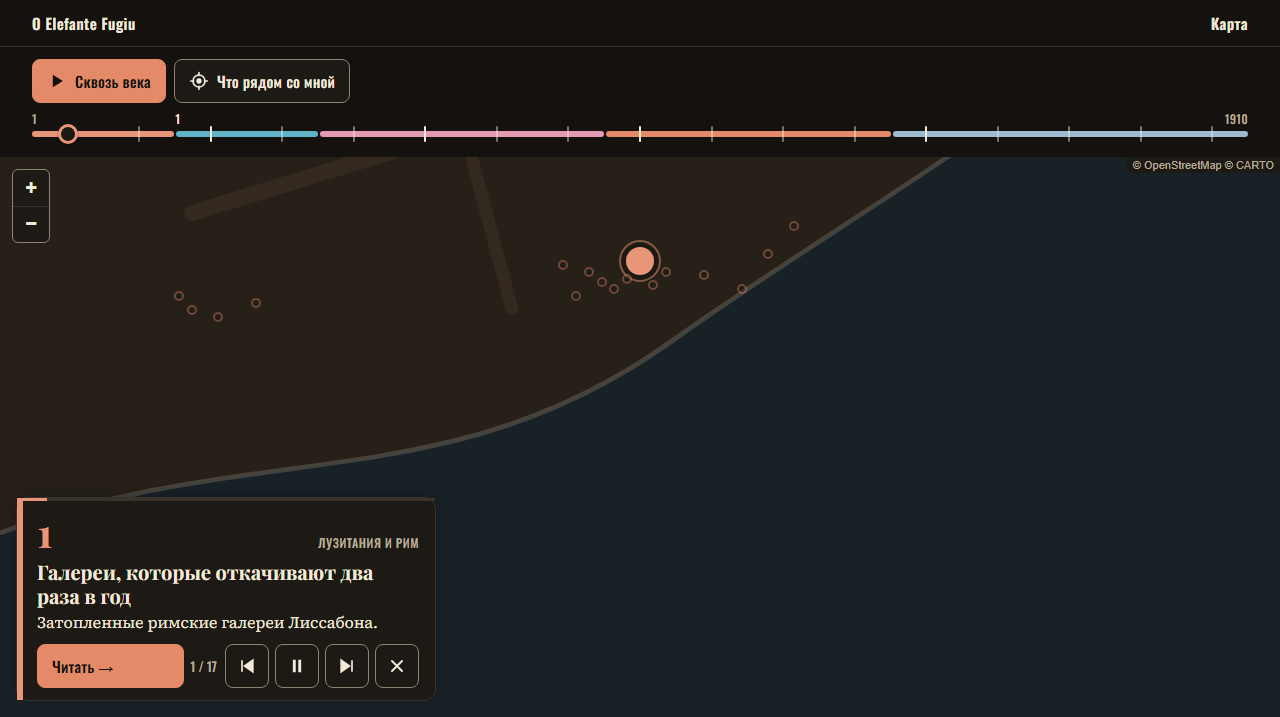 O Elefante Fugiu
Карта
Сквозь века
Что рядом со мной
1
1
1910
+
−
© OpenStreetMap © CARTO
1
ЛУЗИТАНИЯ И РИМ
Галереи, которые откачивают два
раза в год
Затопленные римские галереи Лиссабона.
Читать →
1 / 17